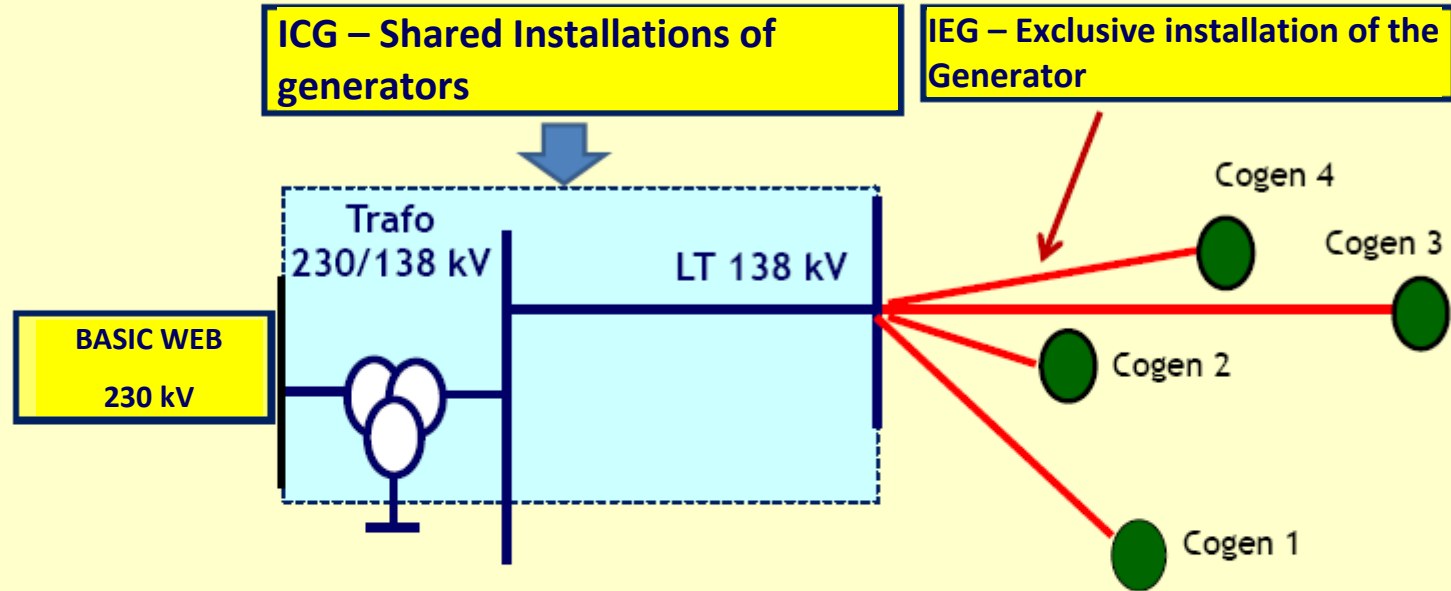 ICG – Shared Installations of
generators
IEG – Exclusive installation of the
Generator
Trafo
230/138 kV
LT 138 kV
BASIC WEB
230 kV
Cogen 4
Cogen 3
Cogen 2
Cogen 1